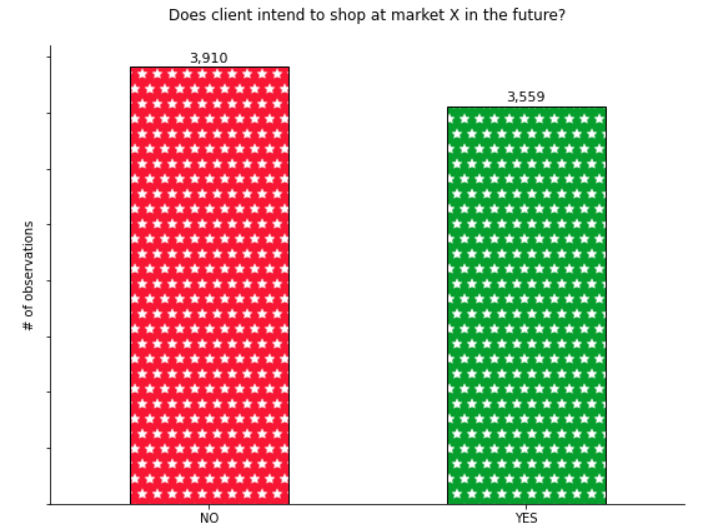 Does client intend to shop at market X in the future?
3,910
3,559
# of observations
NO
YES